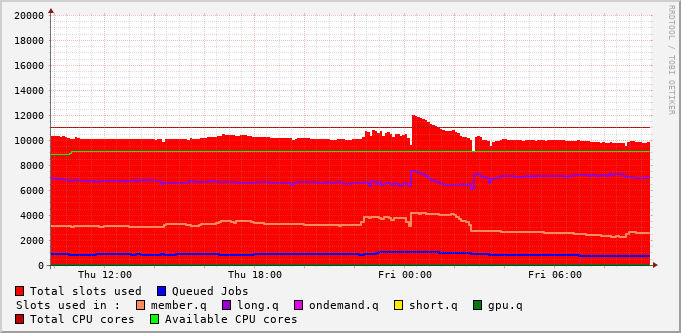 RRDTOOL / TOBI OETIKER
20000
18000
16000
14000
12000
10000
8000
6000
4000
2000
0
Thu 12:00 Thu 18:00 Fri 00:00 Fri 06:00
Total slots used Queued Jobs
Slots used in : member.q long.q ondemand.q short.q gpu.q
Total CPU cores Available CPU cores